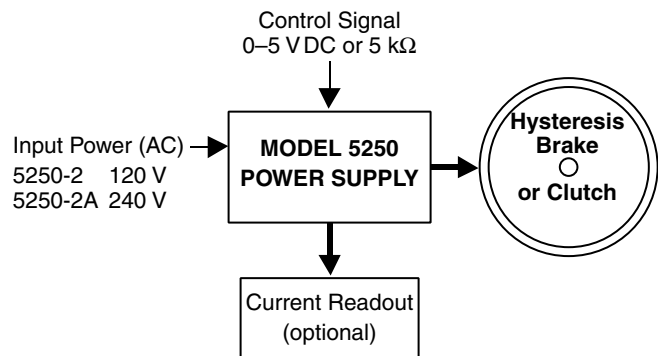 Control Signal
0–5 VDC or 5 kΩ
Input Power (AC)
5250-2 120 V
5250-2A 240 V
MODEL 5250
POWER SUPPLY
Hysteresis
Brake
or Clutch
Current Readout
(optional)